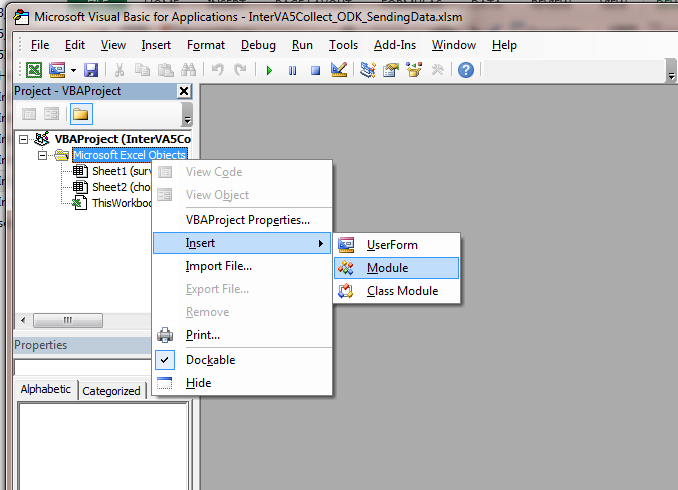 Microsoft Visual Basic for Applications - InterVA5Collect_ODK_SendingData.xlsm
File Edit View Insert Format Debug Run Tools Add-Ins Window Help
Project - VBAProject
VBAProject (InterVA5Co
Microsoft Excel Objects
Sheet1 (surv
Sheet2 (cho
ThisWorkboo
View Code
View Object
VBAProject Properties...
Insert
Import File...
Export File...
Remove
Print...
Dockable
Hide
UserForm
Module
Class Module
Properties
Alphabetic Categorized